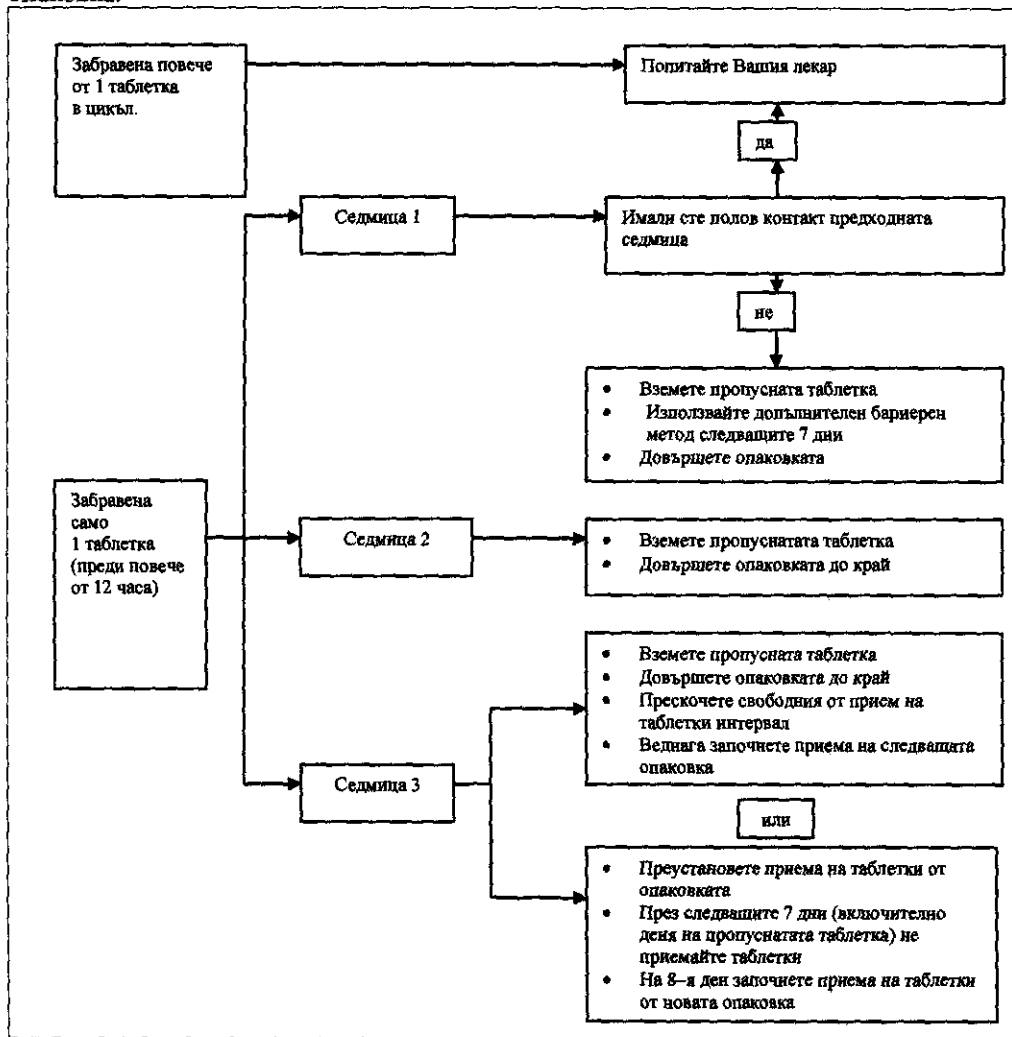 Забравена повече
от 1 таблетка
в цикъл.
Попитайте Вашия лекар
да
Седмица 1
Имали сте полов контакт предходната
седмица
не
• Вземете пропусната таблетка
• Използвайте допълнителен бариерен
метод следващите 7 дни
• Довършете опаковката
Забравена
само
1 таблетка
(преди повече
от 12 часа)
Седмица 2
• Вземете пропуснатата таблетка
• Довършете опаковката до край
• Вземете пропусната таблетка
• Довършете опаковката до край
• Прескочете свободния от прием на
таблетки интервал
• Веднага започнете приема на следващата
опаковка
Седмица 3
или
• Преустановете приема на таблетки от
опаковката
• През следващите 7 дни (включително
деня на пропуснатата таблетка) не
приемайте таблетки
• На 8–я ден започнете приема на таблетки
от новата опаковка